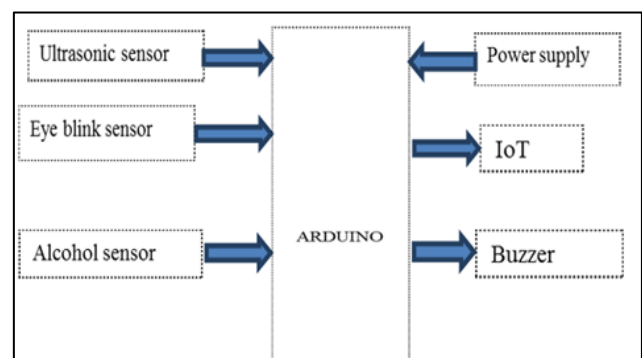 Ultrasonic sensor
Power supply
Eye blink sensor
IoT
ARDUINO
Alcohol sensor
Buzzer